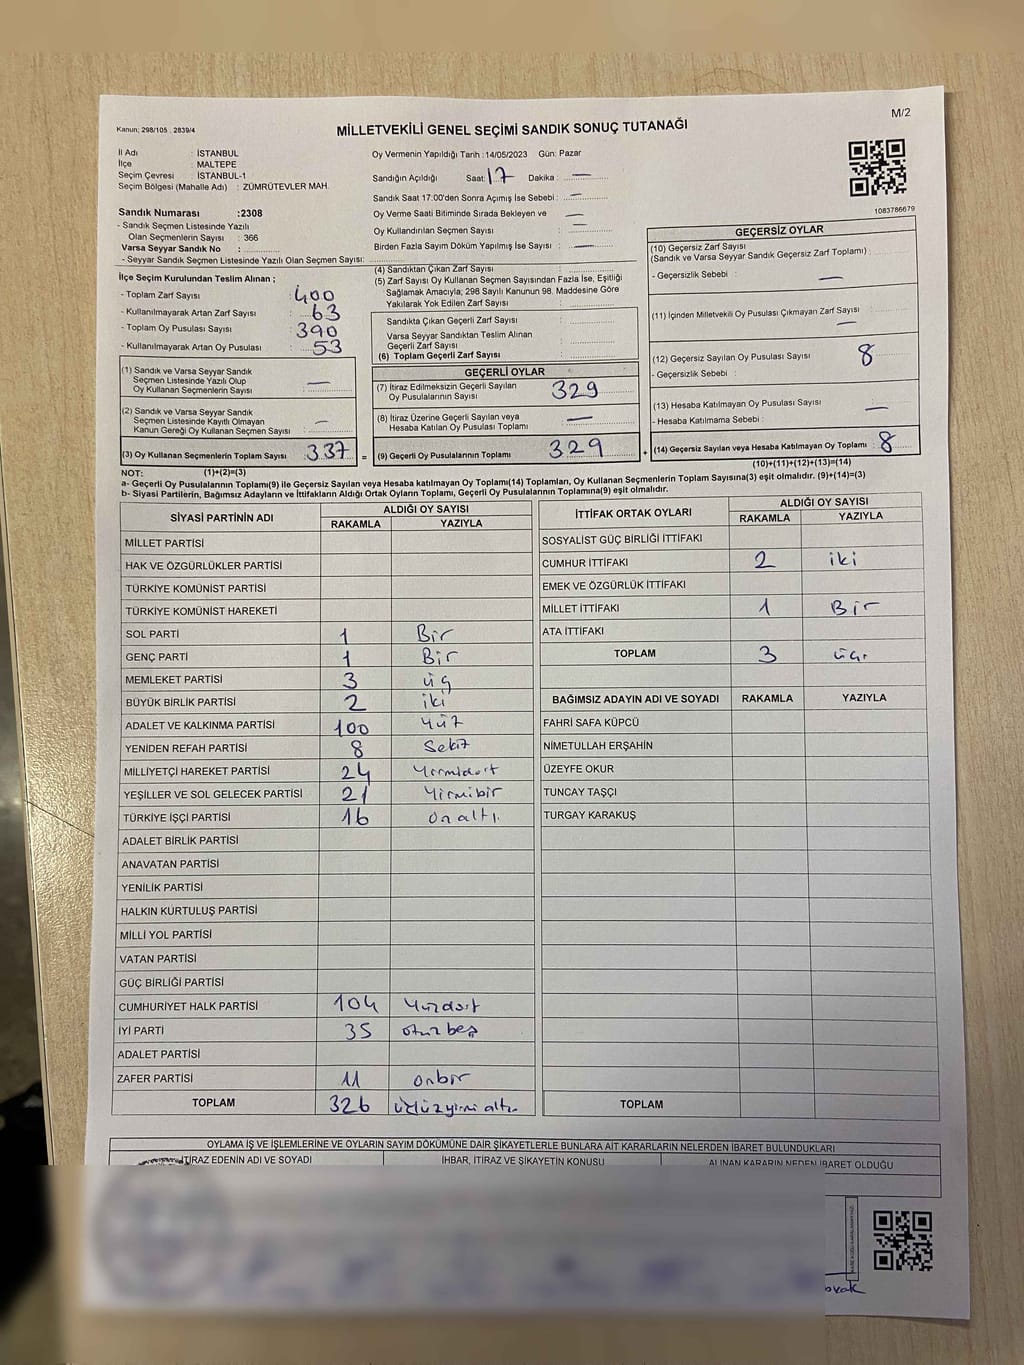 M/2
Kanun; 298/105 . 2839/4
MİLLETVEKİLİ GENEL SEÇİMİ SANDIK SONUÇ TUTANAĞI
İl Adı : İSTANBUL
İlçe : MALTEPE
Seçim Çevresi : İSTANBUL-1
Seçim Bölgesi (Mahalle Adı) : ZÜMRÜTEVLER MAH.
Sandık Numarası :2308
- Sandık Seçmen Listesinde Yazılı
Olan Seçmenlerin Sayısı : 366
Varsa Seyyar Sandık No :
- Seyyar Sandık Seçmen Listesinde Yazılı Olan Seçmen Sayısı:
Oy Vermenin Yapıldığı Tarih :14/05/2023 Gün: Pazar
Sandığın Açıldığı Saat: 17 Dakika : —
Sandık Saat 17:00'den Sonra Açımış İse Sebebi : —
Oy Verme Saati Bitiminde Sırada Bekleyen ve —
Oy Kullandırılan Seçmen Sayısı —
Birden Fazla Sayım Döküm Yapılmış İse Sayısı : —
1083786679
İlçe Seçim Kurulundan Teslim Alınan ;
- Toplam Zarf Sayısı : 400
- Kullanılmayarak Artan Zarf Sayısı : 63
- Toplam Oy Pusulası Sayısı : 390
- Kullanılmayarak Artan Oy Pusulası : 53
(1) Sandık ve Varsa Seyyar Sandık
Seçmen Listesinde Yazılı Olup
Oy Kullanan Seçmenlerin Sayısı : —
(2) Sandık ve Varsa Seyyar Sandık
Seçmen Listesinde Kayıtlı Olmayan
Kanun Gereği Oy Kullanan Seçmen Sayısı : —
(3) Oy Kullanan Seçmenlerin Toplam Sayısı : 337 =
(4) Sandıktan Çıkan Zarf Sayısı :
(5) Zarf Sayısı Oy Kullanan Seçmen Sayısından Fazla İse, Eşitliği
Sağlamak Amacıyla, 298 Sayılı Kanunun 98. Maddesine Göre
Yakılarak Yok Edilen Zarf Sayısı :
Sandıkta Çıkan Geçerli Zarf Sayısı :
Varsa Seyyar Sandıktan Teslim Alınan
Geçerli Zarf Sayısı :
(6) Toplam Geçerli Zarf Sayısı :
GEÇERLİ OYLAR
(7) İtiraz Edilmeksizin Geçerli Sayılan
Oy Pusulalarının Sayısı : 329
(8) İtiraz Üzerine Geçerli Sayılan veya
Hesaba Katılan Oy Pusulası Toplamı : —
(9) Geçerli Oy Pusulalarının Toplamı : 329 +
GEÇERSİZ OYLAR
(10) Geçersiz Zarf Sayısı
(Sandık ve Varsa Seyyar Sandık Geçersiz Zarf Toplamı) :
- Geçersizlik Sebebi : —
(11) İçinden Milletvekili Oy Pusulası Çıkmayan Zarf Sayısı : —
(12) Geçersiz Sayılan Oy Pusulası Sayısı : 8
- Geçersizlik Sebebi :
(13) Hesaba Katılmayan Oy Pusulası Sayısı : —
- Hesaba Katılmama Sebebi :
(14) Geçersiz Sayılan veya Hesaba Katılmayan Oy Toplamı : 8
NOT: (1)+(2)=(3) (10)+(11)+(12)+(13)=(14)
a- Geçerli Oy Pusulalarının Toplamı(9) ile Geçersiz Sayılan veya Hesaba katılmayan Oy Toplamı(14) Toplamları, Oy Kullanan Seçmenlerin Toplam Sayısına(3) eşit olmalıdır. (9)+(14)=(3)
b- Siyasi Partilerin, Bağımsız Adayların ve İttifakların Aldığı Ortak Oyların Toplamı, Geçerli Oy Pusulalarının Toplamına(9) eşit olmalıdır.
SİYASİ PARTİNİN ADI ALDIĞI OY SAYISI
RAKAMLA YAZIYLA
MİLLET PARTİSİ
HAK VE ÖZGÜRLÜKLER PARTİSİ
TÜRKİYE KOMÜNİST PARTİSİ
TÜRKİYE KOMÜNİST HAREKETİ
SOL PARTİ 1 Bir
GENÇ PARTİ 1 Bir
MEMLEKET PARTİSİ 3 üç
BÜYÜK BİRLİK PARTİSİ 2 iki
ADALET VE KALKINMA PARTİSİ 100 Yüz
YENİDEN REFAH PARTİSİ 8 Sekiz
MİLLİYETÇİ HAREKET PARTİSİ 24 Yirmidört
YEŞİLLER VE SOL GELECEK PARTİSİ 21 Yirmibir
TÜRKİYE İŞÇİ PARTİSİ 16 onaltı
ADALET BİRLİK PARTİSİ
ANAVATAN PARTİSİ
YENİLİK PARTİSİ
HALKIN KURTULUŞ PARTİSİ
MİLLİ YOL PARTİSİ
VATAN PARTİSİ
GÜÇ BİRLİĞİ PARTİSİ
CUMHURİYET HALK PARTİSİ 104 Yüzdört
İYİ PARTİ 35 otuzbeş
ADALET PARTİSİ
ZAFER PARTİSİ 11 onbir
TOPLAM 326 üçyüzyirmi altı
İTTİFAK ORTAK OYLARI ALDIĞI OY SAYISI
RAKAMLA YAZIYLA
SOSYALİST GÜÇ BİRLİĞİ İTTİFAKI
CUMHUR İTTİFAKI 2 iki
EMEK VE ÖZGÜRLÜK İTTİFAKI
MİLLET İTTİFAKI 1 Bir
ATA İTTİFAKI
TOPLAM 3 üç
BAĞIMSIZ ADAYIN ADI VE SOYADI RAKAMLA YAZIYLA
FAHRİ SAFA KÜPCÜ
NİMETULLAH ERŞAHİN
ÜZEYFE OKUR
TUNCAY TAŞÇI
TURGAY KARAKUŞ
TOPLAM
OYLAMA İŞ VE İŞLEMLERİNE VE OYLARIN SAYIM DÖKÜMÜNE DAİR ŞİKAYETLERLE BUNLARA AİT KARARLARIN NELERDEN İBARET BULUNDUKLARI
İTİRAZ EDENİN ADI VE SOYADI İHBAR, İTİRAZ VE ŞİKAYETİN KONUSU ALINAN KARARIN NEDEN İBARET OLDUĞU